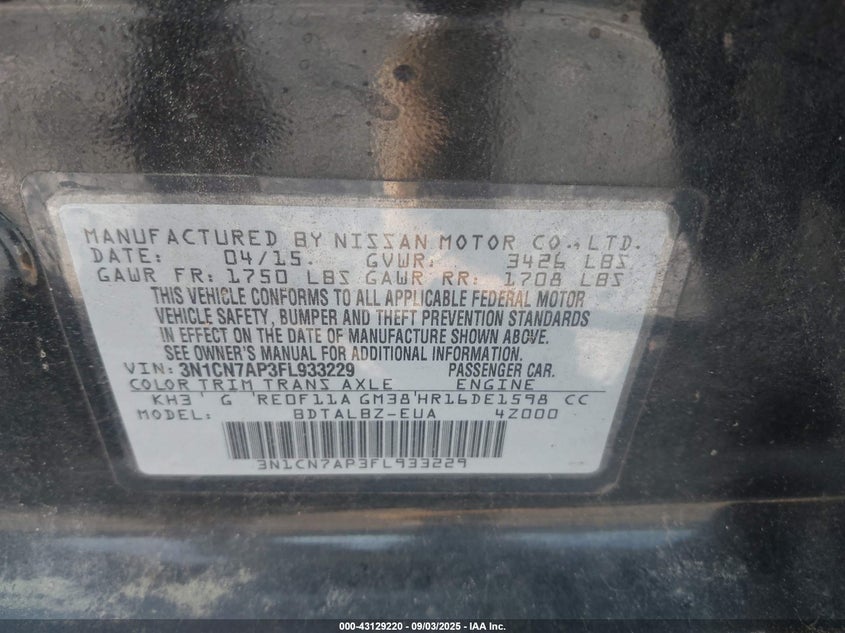 MANUFACTURED BY NISSAN MOTOR CO.,LTD.
DATE: 04/15. GVWR: 3426 LBS
GAWR FR: 1750 LBS GAWR RR: 1708 LBS
THIS VEHICLE CONFORMS TO ALL APPLICABLE FEDERAL MOTOR
VEHICLE SAFETY, BUMPER AND THEFT PREVENTION STANDARDS
IN EFFECT ON THE DATE OF MANUFACTURE SHOWN ABOVE.
SEE OWNER'S MANUAL FOR ADDITIONAL INFORMATION.
VIN: 3N1CN7AP3FL933229 PASSENGER CAR.
COLOR TRIM TRANS AXLE ENGINE
KH3' G 'RE0F11A GM38'HR16DE1598 CC
MODEL: BDTALBZ-EUA 4Z000
3N1CN7AP3FL933229
000-43129220 - 09/03/2025 - IAA Inc.